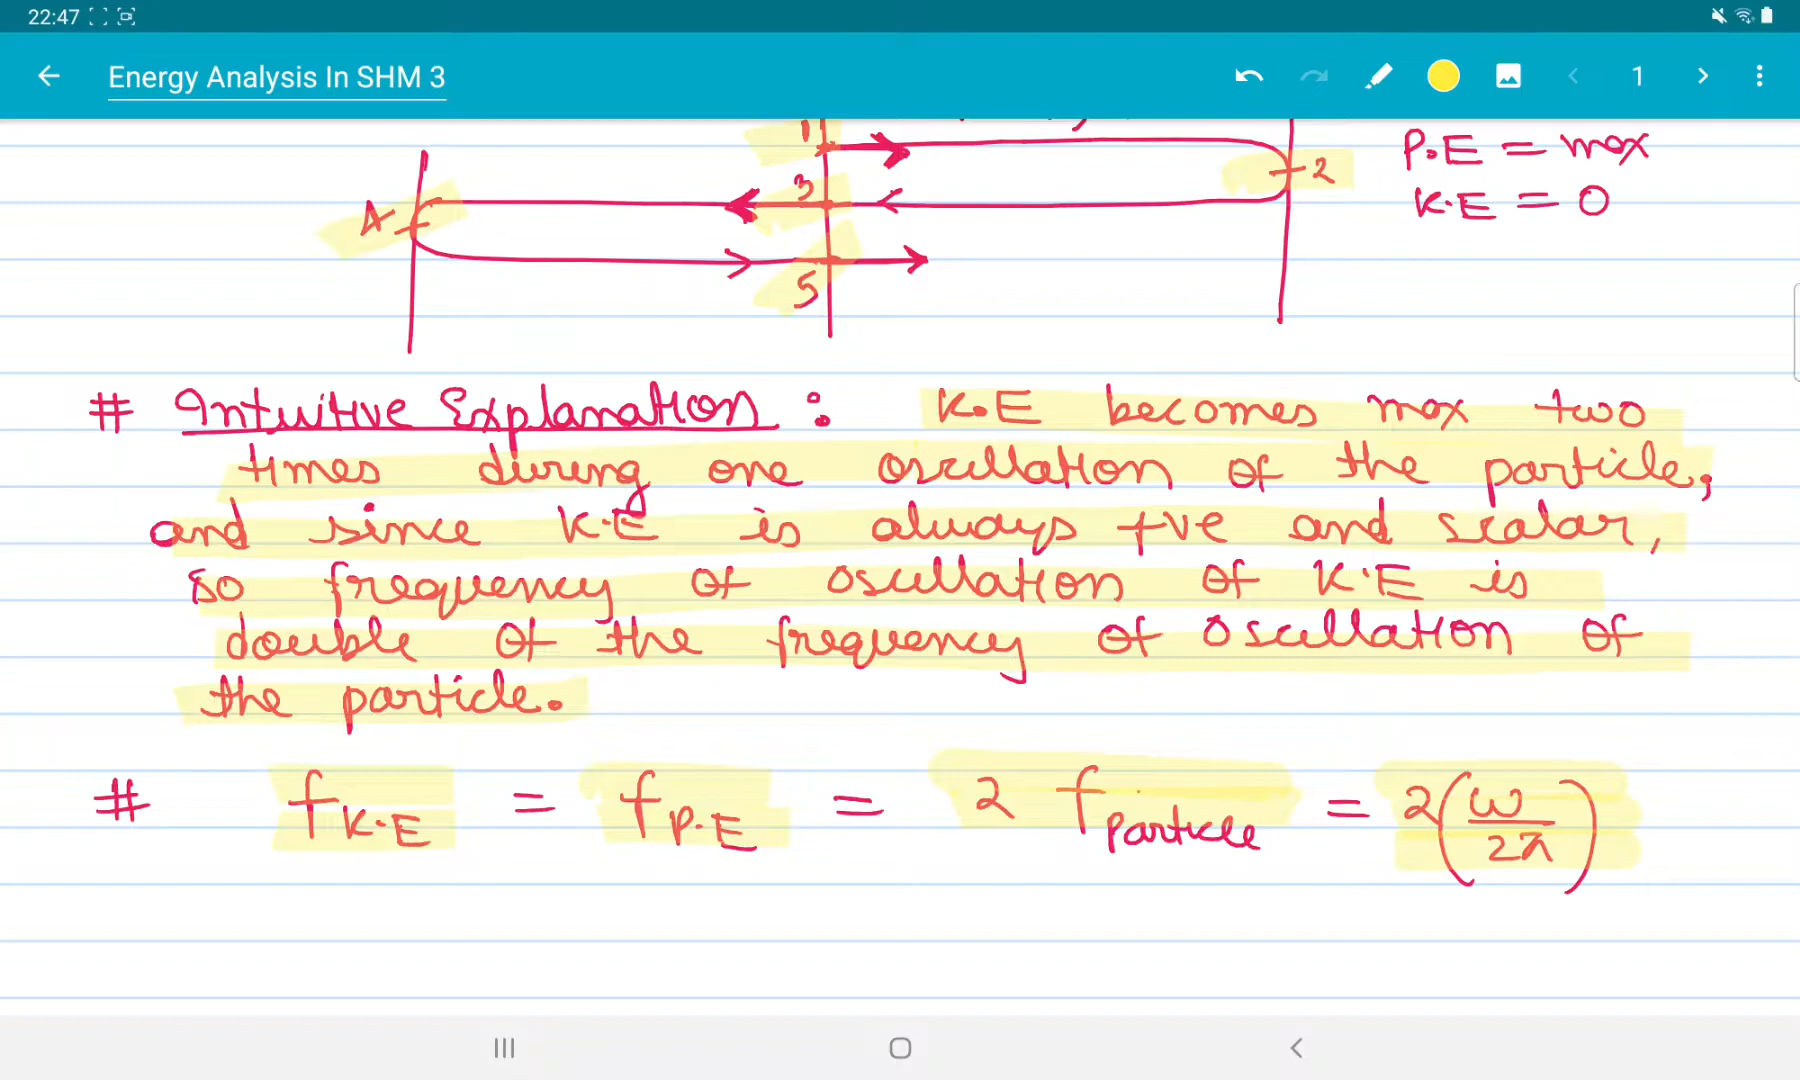 22:47
Energy Analysis In SHM 3
1
1
P.E = max
2
3
K.E = 0
4
5
# Intuitive Explanation : K.E becomes max two
times during one oscillation of the particle,
and since K.E is always +ve and scalar,
so frequency of oscillation of K.E is
double of the frequency of oscillation of
the particle.
# f K.E = f P.E = 2 f particle = 2(ω/2π)